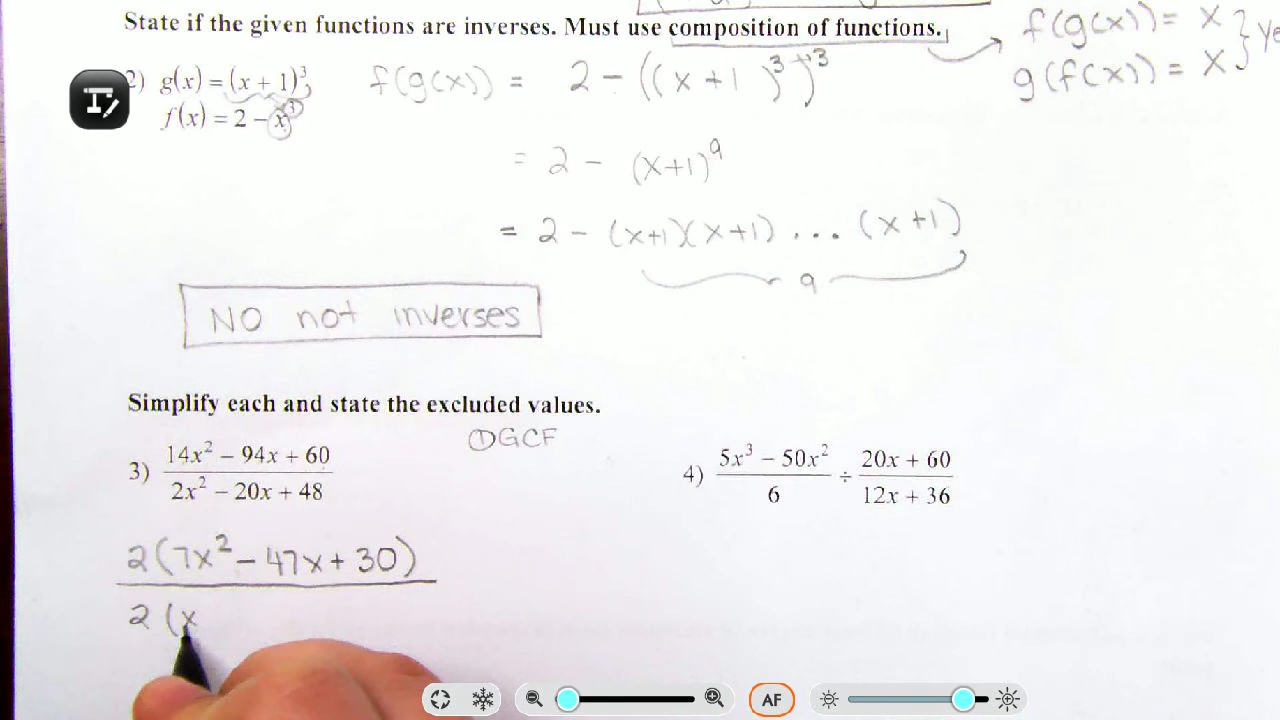 State if the given functions are inverses. Must use composition of functions.
f(g(x)) = x
g(f(x)) = x
2) g(x) = (x + 1)³
f(x) = 2 − x³
f(g(x)) = 2 − ((x + 1)³)³
= 2 − (x+1)⁹
= 2 − (x+1)(x+1) ... (x+1)
9
NO not inverses
Simplify each and state the excluded values.
① GCF
3) (14x² − 94x + 60) / (2x² − 20x + 48)
4) (5x³ − 50x²) / 6 ÷ (20x + 60) / (12x + 36)
2(7x² − 47x + 30)
2(x
AF